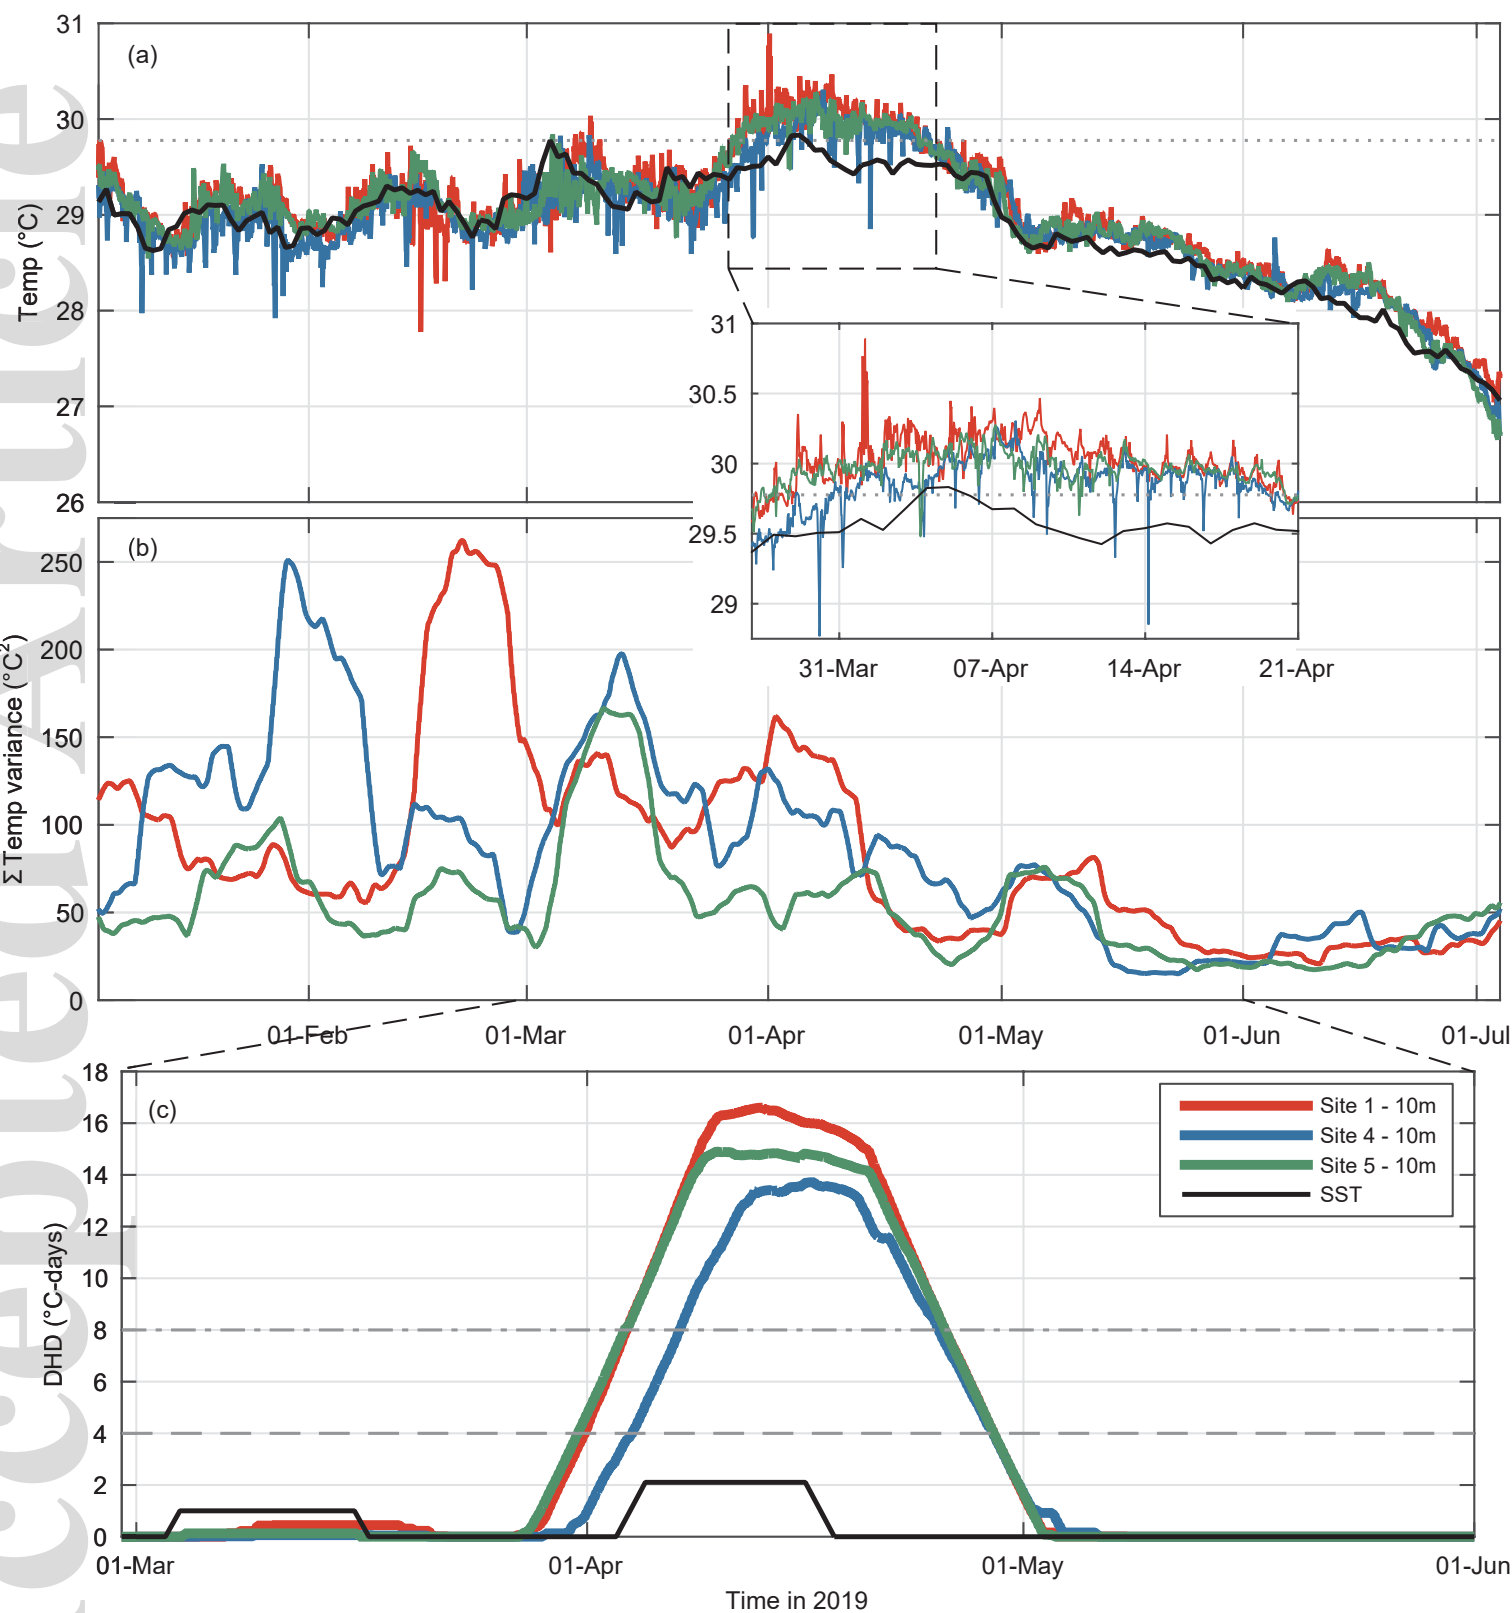 Accepted Article
(a)
Temp (°C)
31
30
29
28
27
26
31
30.5
30
29.5
29
31-Mar 07-Apr 14-Apr 21-Apr
(b)
Σ Temp variance (°C²)
250
200
150
100
50
0
01-Feb 01-Mar 01-Apr 01-May 01-Jun 01-Jul
(c)
DHD (°C-days)
18
16
14
12
10
8
6
4
2
0
Site 1 - 10m
Site 4 - 10m
Site 5 - 10m
SST
01-Mar 01-Apr 01-May 01-Jun
Time in 2019